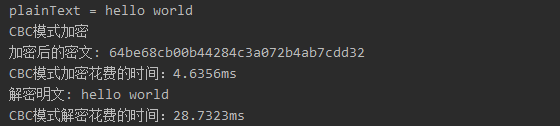 plainText = hello world
CBC模式加密
加密后的密文: 64be68cb00b44284c3a072b4ab7cdd32
CBC模式加密花费的时间: 4.6356ms
解密明文: hello world
CBC模式解密花费的时间: 28.7323ms